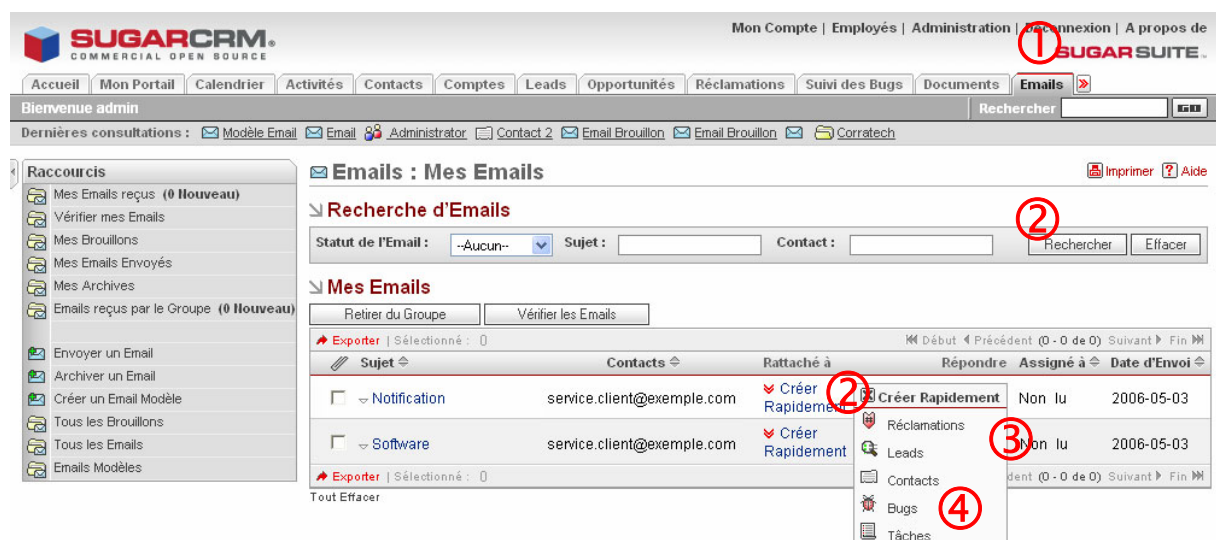 Mon Compte | Employés | Administration | Déconnexion | A propos de
SUGARCRM.
COMMERCIAL OPEN SOURCE
①
SUGAR SUITE
Accueil Mon Portail Calendrier Activités Contacts Comptes Leads Opportunités Réclamations Suivi des Bugs Documents Emails
Bienvenue admin Rechercher GO
Dernières consultations : Modèle Email Email Administrator Contact 2 Email Brouillon Email Brouillon Corratech
Raccourcis
Mes Emails reçus (0 Nouveau)
Vérifier mes Emails
Mes Brouillons
Mes Emails Envoyés
Mes Archives
Emails reçus par le Groupe (0 Nouveau)
Envoyer un Email
Archiver un Email
Créer un Email Modèle
Tous les Brouillons
Tous les Emails
Emails Modèles
Emails : Mes Emails
Imprimer ? Aide
Recherche d'Emails
②
Statut de l'Email : --Aucun-- Sujet : Contact : Rechercher Effacer
Mes Emails
Retirer du Groupe Vérifier les Emails
Exporter | Sélectionné : 0 Début Précédent (0 - 0 de 0) Suivant Fin
Sujet Contacts Rattaché à Répondre Assigné à Date d'Envoi
Notification service.client@exemple.com Créer Rapidement ② Non lu 2006-05-03
Software service.client@exemple.com Créer Rapidement Non lu 2006-05-03
Créer Rapidement
Réclamations
③
Leads
Contacts
Bugs
④
Tâches
Exporter | Sélectionné : 0 dent (0 - 0 de 0) Suivant Fin
Tout Effacer